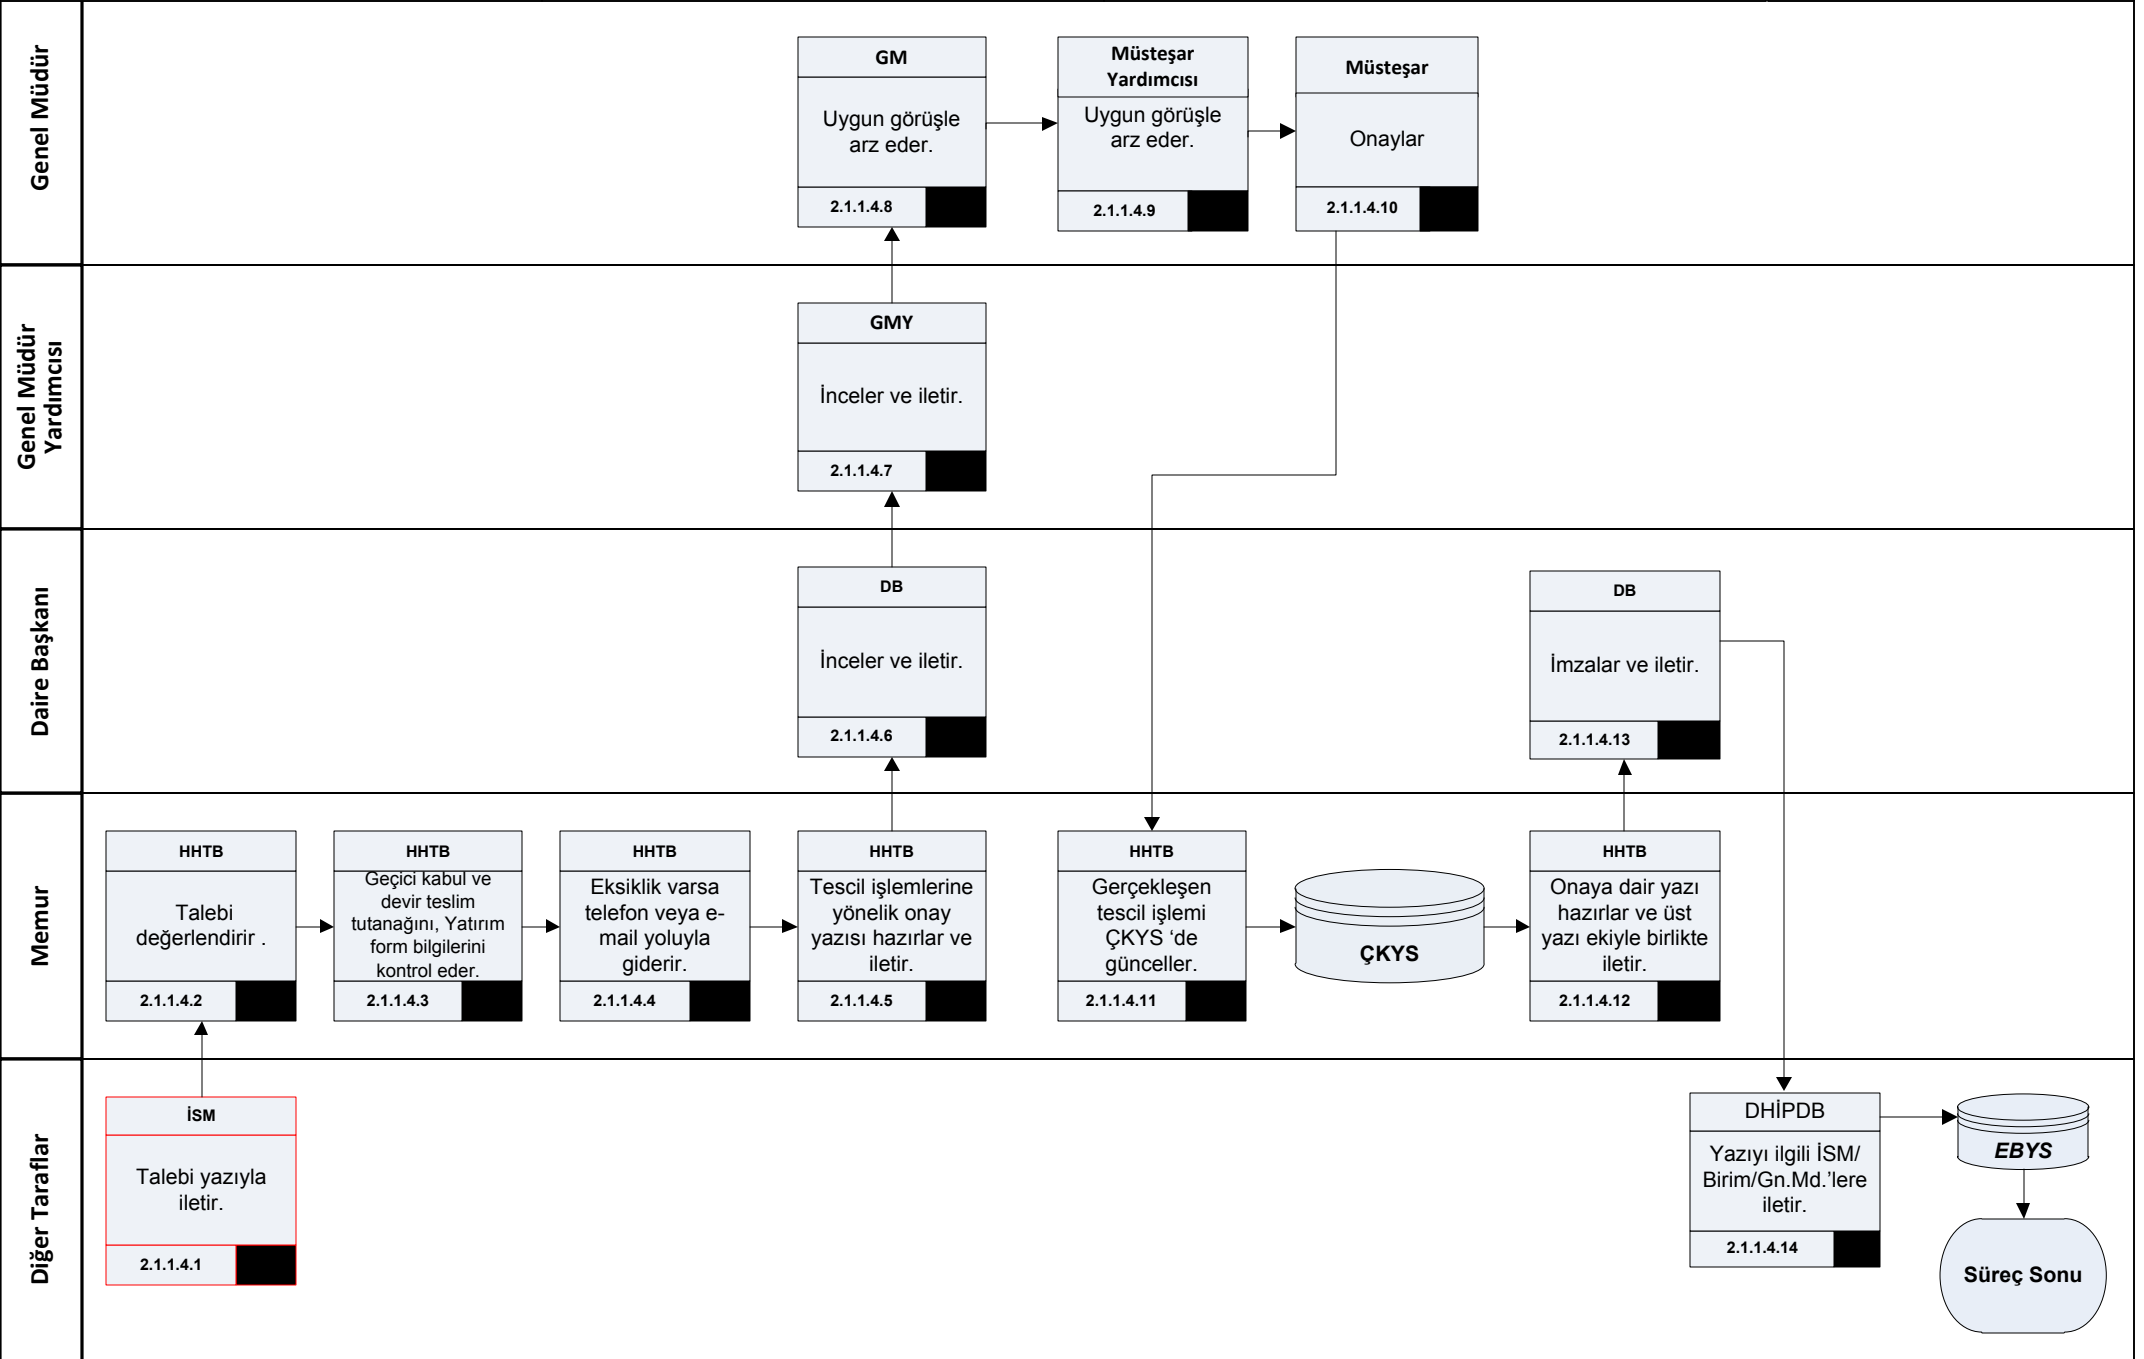 Genel Müdür
GM
Uygun görüşle
arz eder.
2.1.1.4.8
Müsteşar
Yardımcısı
Uygun görüşle
arz eder.
2.1.1.4.9
Müsteşar
Onaylar
2.1.1.4.10
Genel Müdür
Yardımcısı
GMY
İnceler ve iletir.
2.1.1.4.7
Daire Başkanı
DB
İnceler ve iletir.
2.1.1.4.6
DB
İmzalar ve iletir.
2.1.1.4.13
Memur
HHTB
Talebi
değerlendirir .
2.1.1.4.2
HHTB
Geçici kabul ve
devir teslim
tutanağını, Yatırım
form bilgilerini
kontrol eder.
2.1.1.4.3
HHTB
Eksiklik varsa
telefon veya e-
mail yoluyla
giderir.
2.1.1.4.4
HHTB
Tescil işlemlerine
yönelik onay
yazısı hazırlar ve
iletir.
2.1.1.4.5
HHTB
Gerçekleşen
tescil işlemi
ÇKYS ‘de
günceller.
2.1.1.4.11
ÇKYS
HHTB
Onaya dair yazı
hazırlar ve üst
yazı ekiyle birlikte
iletir.
2.1.1.4.12
Diğer Taraflar
İSM
Talebi yazıyla
iletir.
2.1.1.4.1
DHİPDB
Yazıyı ilgili İSM/
Birim/Gn.Md.’lere
iletir.
2.1.1.4.14
EBYS
Süreç Sonu